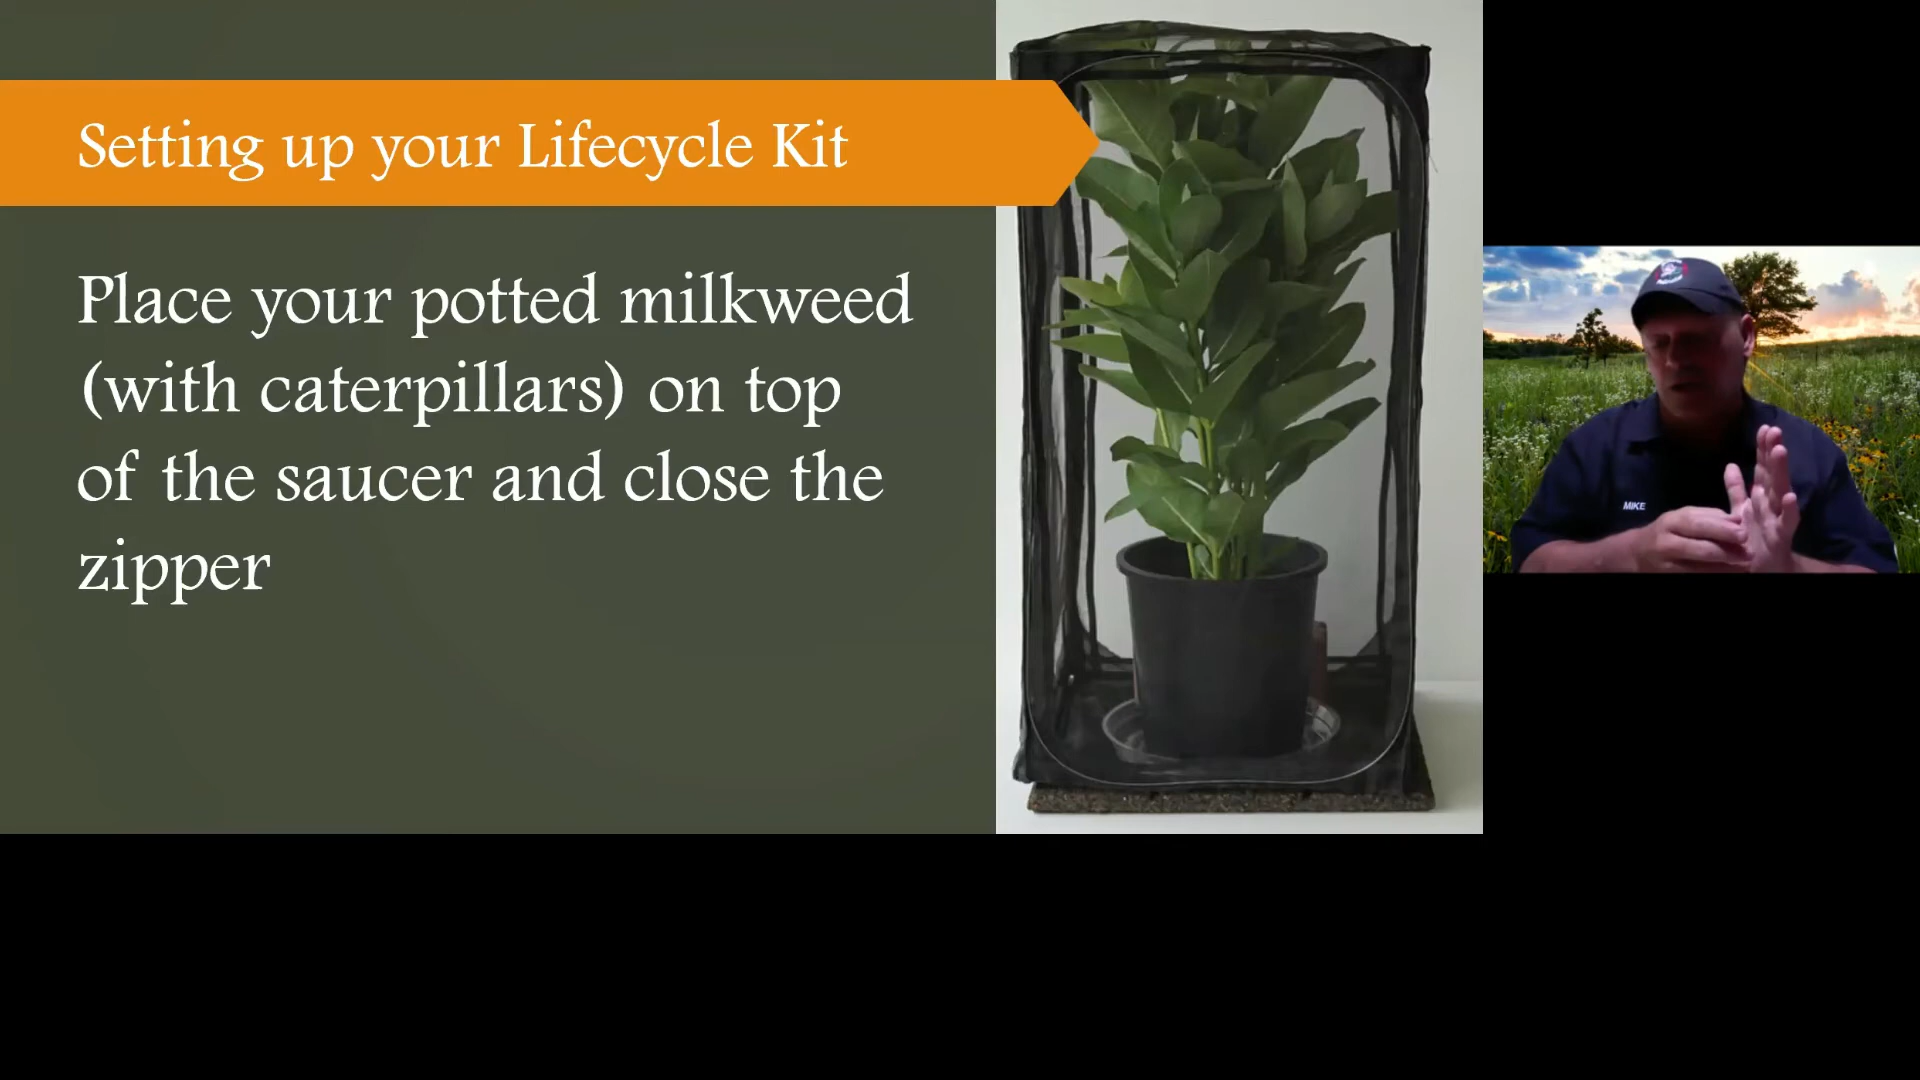 Setting up your Lifecycle Kit
Place your potted milkweed
(with caterpillars) on top
of the saucer and close the
zipper
MIKE